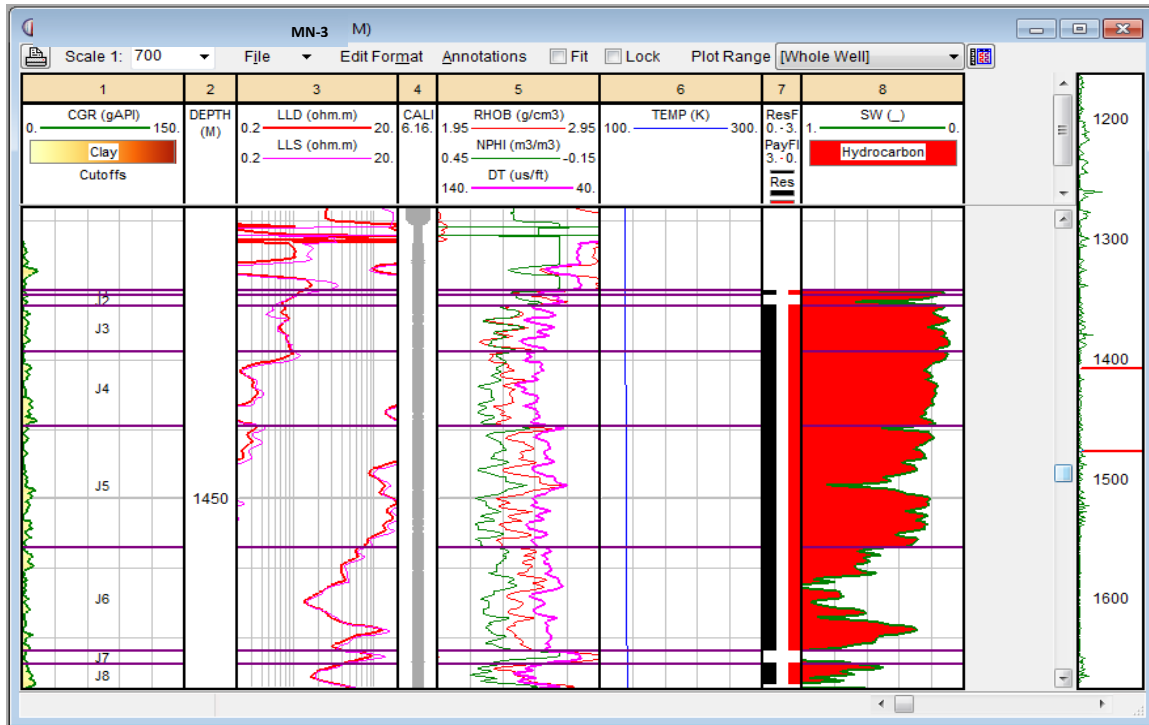 MN-3 M)
Scale 1: 700 File Edit Format Annotations Fit Lock Plot Range [Whole Well]
1 2 3 4 5 6 7 8
CGR (gAPI)
0. 150.
Clay
Cutoffs
DEPTH
(M)
LLD (ohm.m)
0.2 20.
LLS (ohm.m)
0.2 20.
CALI
6.16.
RHOB (g/cm3)
1.95 2.95
NPHI (m3/m3)
0.45 -0.15
DT (us/ft)
140. 40.
TEMP (K)
100. 300.
ResF
0.-3.
PayFl
3.-0.
Res
SW (_)
1. 0.
Hydrocarbon
J2
J3
J4
J5
1450
J6
J7
J8
1200
1300
1400
1500
1600